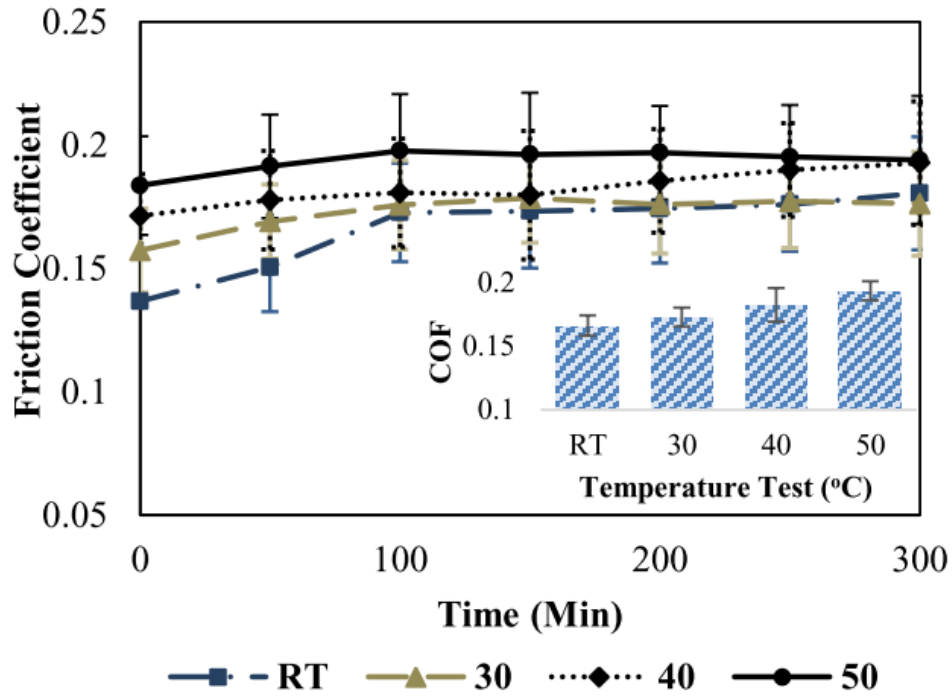 0.25
0.2
0.15
0.1
0.05
Friction Coefficient
0.2
0.15
0.1
COF
RT 30 40 50
Temperature Test (ᵒC)
0 100 200 300
Time (Min)
RT 30 40 50